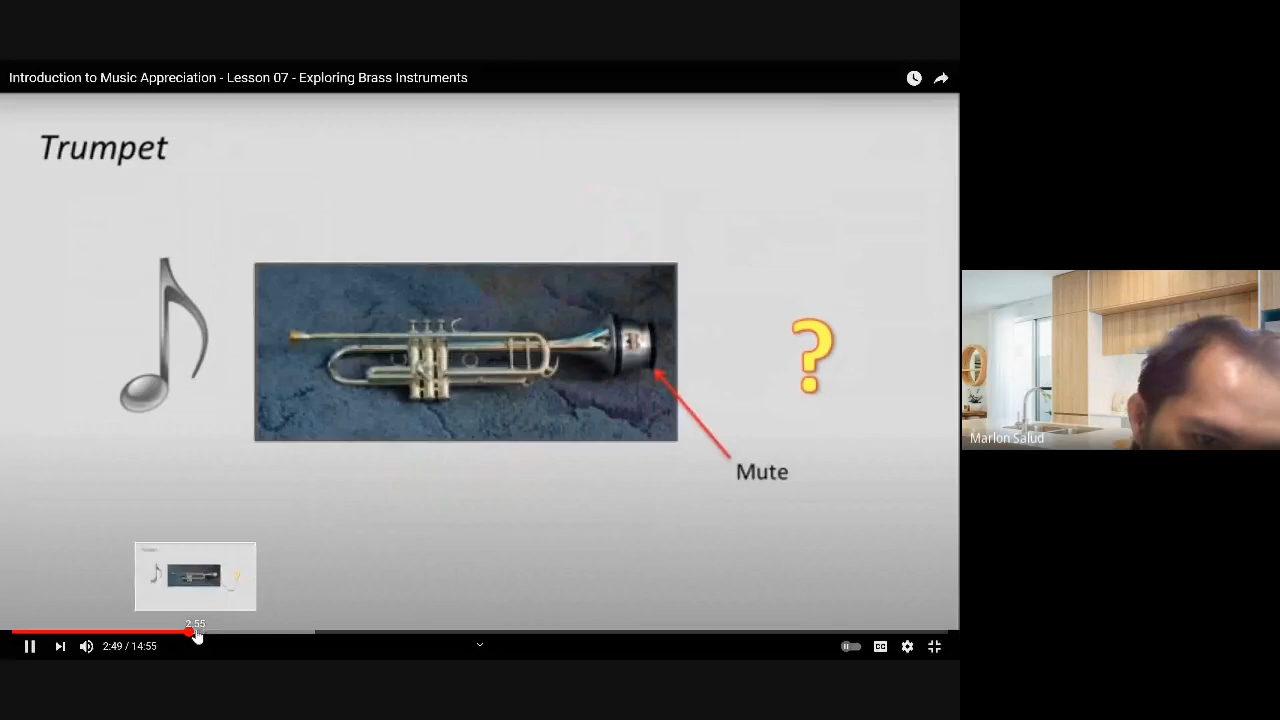 Introduction to Music Appreciation - Lesson 07 - Exploring Brass Instruments
Trumpet
?
Mute
Marlon Salud
2:55
2:49 / 14:55
CC